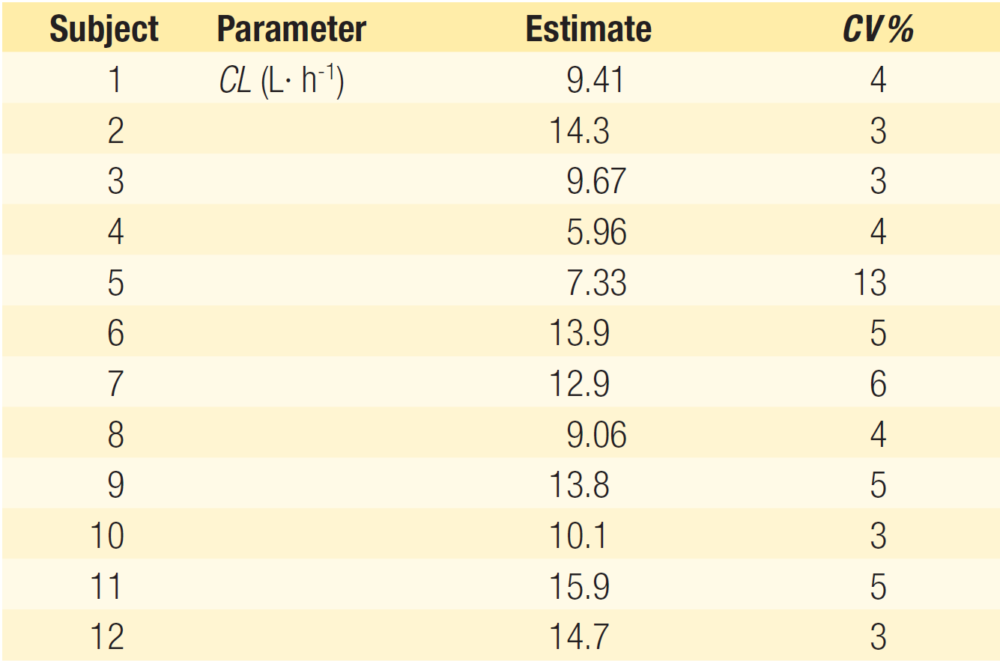 Subject Parameter Estimate CV%
1 CL (L· h-1) 9.41 4
2 14.3 3
3 9.67 3
4 5.96 4
5 7.33 13
6 13.9 5
7 12.9 6
8 9.06 4
9 13.8 5
10 10.1 3
11 15.9 5
12 14.7 3